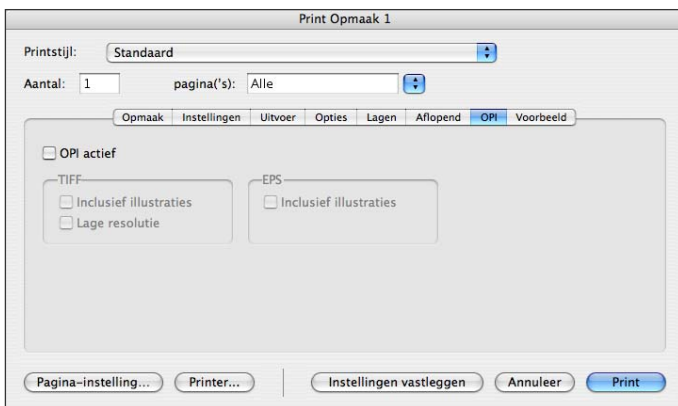 Print Opmaak 1
Printstijl: Standaard
Aantal: 1 pagina('s): Alle
Opmaak Instellingen Uitvoer Opties Lagen Aflopend OPI Voorbeeld
OPI actief
TIFF EPS
Inclusief illustraties Inclusief illustraties
Lage resolutie
Pagina-instelling... Printer... Instellingen vastleggen Annuleer Print